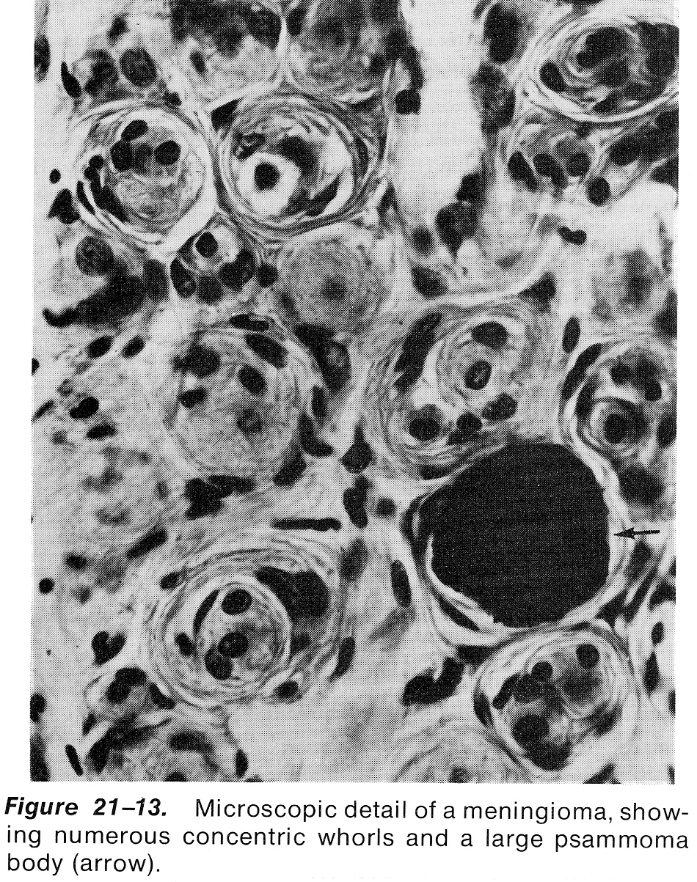 Figure 21–13. Microscopic detail of a meningioma, show-
ing numerous concentric whorls and a large psammoma
body (arrow).